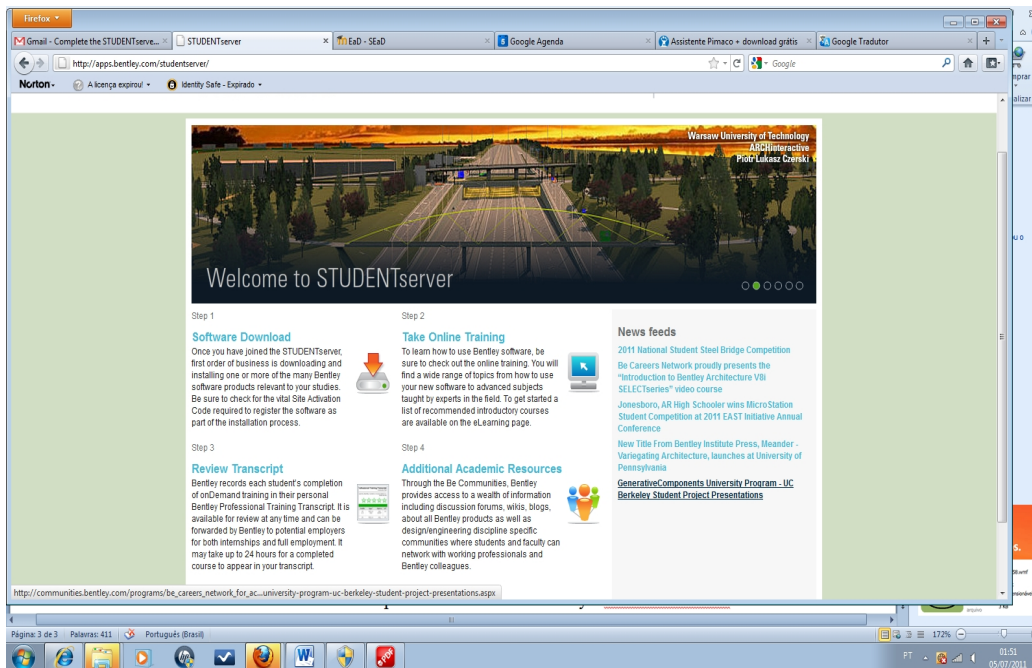 Firefox
Gmail - Complete the STUDENTserve...
STUDENTserver
EaD - SEaD
Google Agenda
Assistente Pimaco + download grátis
Google Tradutor
http://apps.bentley.com/studentserver/
Google
Norton
A licença expirou!
Identity Safe - Expirado
Warsaw University of Technology
ARCHinteractive
Piotr Lukasz Czerski
Welcome to STUDENTserver
Step 1
Software Download
Once you have joined the STUDENTserver,
first order of business is downloading and
installing one or more of the many Bentley
software products relevant to your studies.
Be sure to check for the vital Site Activation
Code required to register the software as
part of the installation process.
Step 2
Take Online Training
To learn how to use Bentley software, be
sure to check out the online training. You will
find a wide range of topics from how to use
your new software to advanced subjects
taught by experts in the field. To get started a
list of recommended introductory courses
are available on the eLearning page.
Step 3
Review Transcript
Bentley records each student's completion
of onDemand training in their personal
Bentley Professional Training Transcript. It is
available for review at any time and can be
forwarded by Bentley to potential employers
for both internships and full employment. It
may take up to 24 hours for a completed
course to appear in your transcript.
Step 4
Additional Academic Resources
Through the Be Communities, Bentley
provides access to a wealth of information
including discussion forums, wikis, blogs,
about all Bentley products as well as
design/engineering discipline specific
communities where students and faculty can
network with working professionals and
Bentley colleagues.
News feeds
2011 National Student Steel Bridge Competition
Be Careers Network proudly presents the
"Introduction to Bentley Architecture V8i
SELECTseries" video course
Jonesboro, AR High Schooler wins MicroStation
Student Competition at 2011 EAST Initiative Annual
Conference
New Title From Bentley Institute Press, Meander -
Variegating Architecture, launches at University of
Pennsylvania
GenerativeComponents University Program - UC
Berkeley Student Project Presentations
http://communities.bentley.com/programs/be_careers_network_for_ac...university-program-uc-berkeley-student-project-presentations.aspx
Página: 3 de 3
Palavras: 411
Português (Brasil)
172%
PT
01:51
05/07/2011